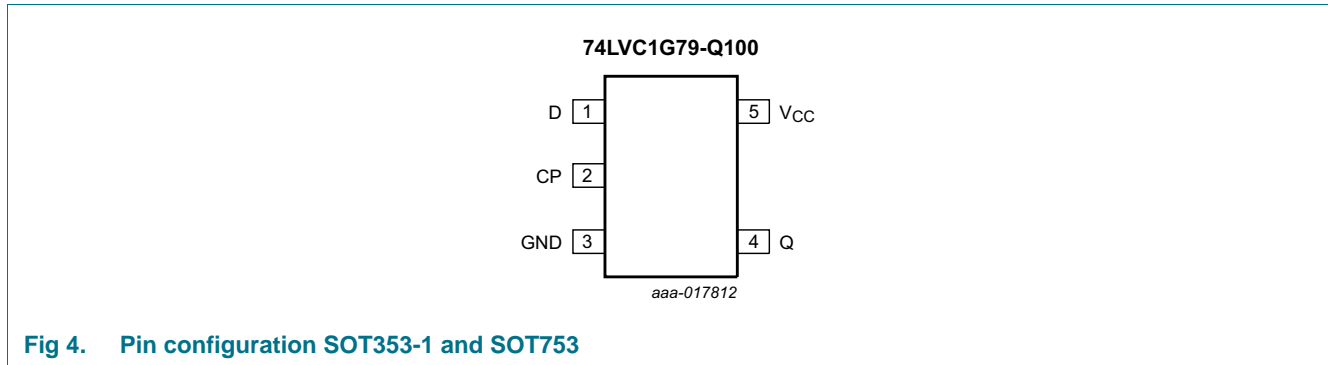 74LVC1G79-Q100
D 1
5 VCC
CP 2
GND 3
4 Q
aaa-017812
Fig 4. Pin configuration SOT353-1 and SOT753